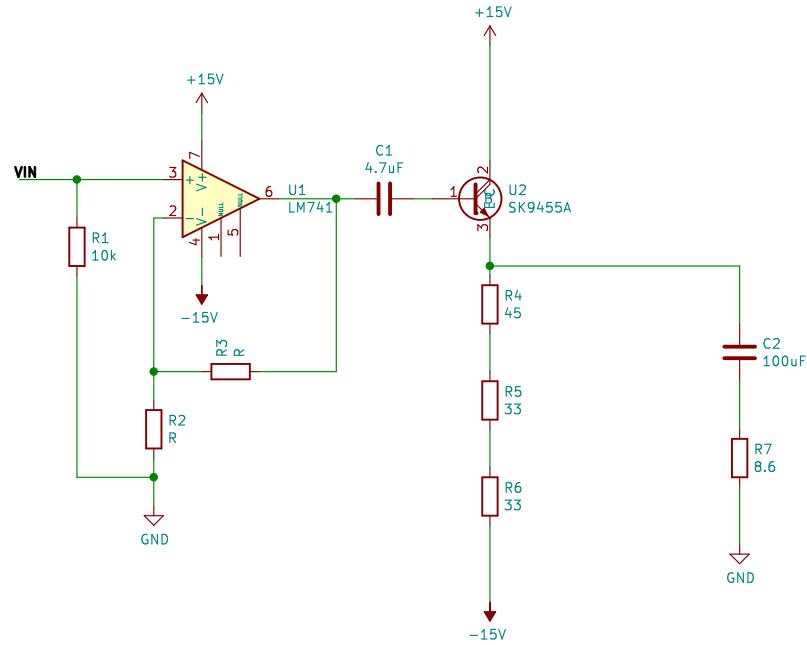 +15V
+15V
C1
4.7uF
VIN
3
7
+
V+
2
−
V−
4
1
NULL
5
NULL
6
U1
LM741
1
2
C
B
E
3
U2
SK9455A
R1
10k
−15V
R3
R
R4
45
C2
100uF
R2
R
R5
33
R7
8.6
R6
33
GND
GND
−15V